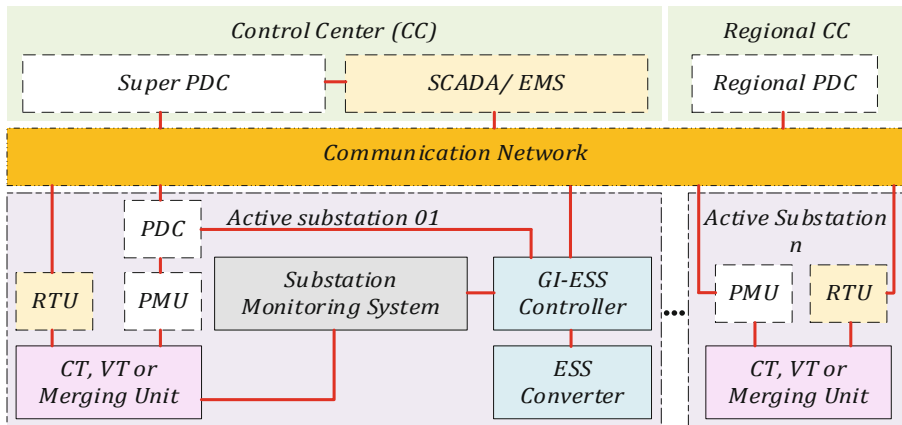 Control Center (CC)
Regional CC
Super PDC
SCADA/ EMS
Regional PDC
Communication Network
Active substation 01
PDC
RTU
PMU
Substation
Monitoring System
GI-ESS
Controller
CT, VT or
Merging Unit
ESS
Converter
...
Active Substation
n
PMU
RTU
CT, VT or
Merging Unit